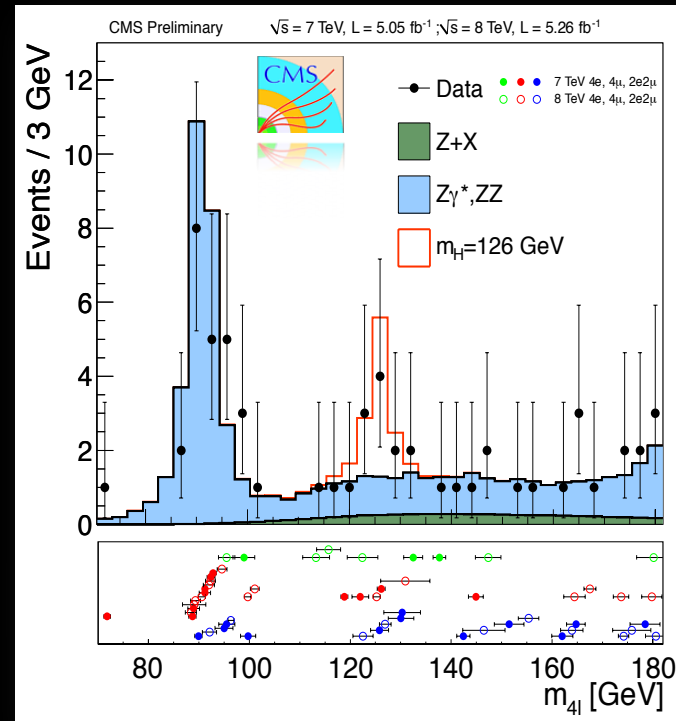 CMS Preliminary √s = 7 TeV, L = 5.05 fb⁻¹ ;√s = 8 TeV, L = 5.26 fb⁻¹
Events / 3 GeV
12
10
8
6
4
2
0
CMS
Data
7 TeV 4e, 4μ, 2e2μ
8 TeV 4e, 4μ, 2e2μ
Z+X
Zγ*,ZZ
m_H=126 GeV
80 100 120 140 160 180
m_4l [GeV]